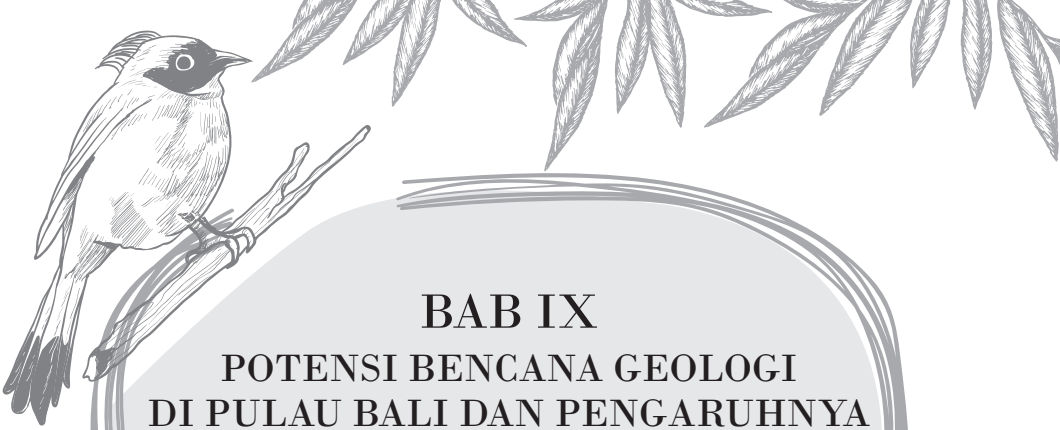 BAB IX
POTENSI BENCANA GEOLOGI
DI PULAU BALI DAN PENGARUHNYA